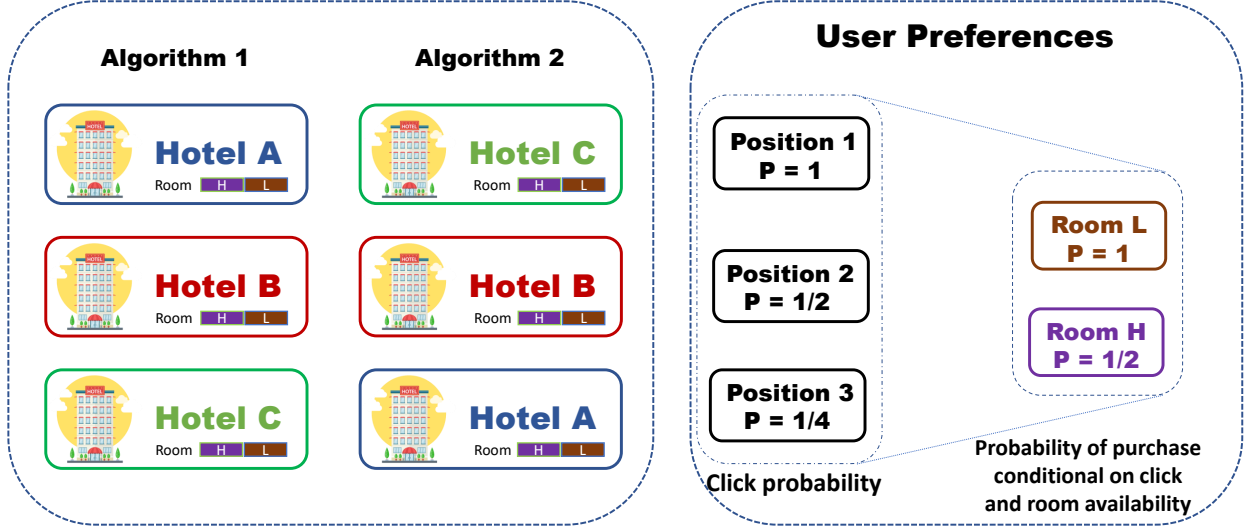 Algorithm 1
Algorithm 2
HOTEL
Hotel A
Room H L
HOTEL
Hotel C
Room H L
HOTEL
Hotel B
Room H L
HOTEL
Hotel B
Room H L
HOTEL
Hotel C
Room H L
HOTEL
Hotel A
Room H L
User Preferences
Position 1
P = 1
Position 2
P = 1/2
Position 3
P = 1/4
Click probability
Room L
P = 1
Room H
P = 1/2
Probability of purchase
conditional on click
and room availability